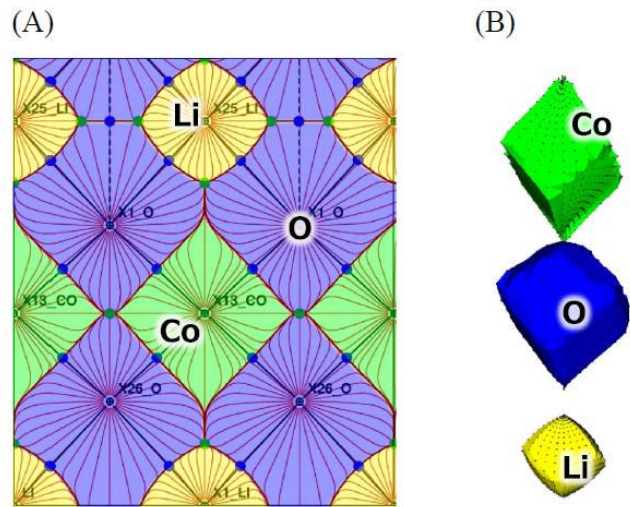 (A)
(B)
X25_LI
X25_LI
Li
Co
X1_O
X1_O
O
O
X13_CO
X13_CO
Co
X26_O
X26_O
LI
X1_LI
Li